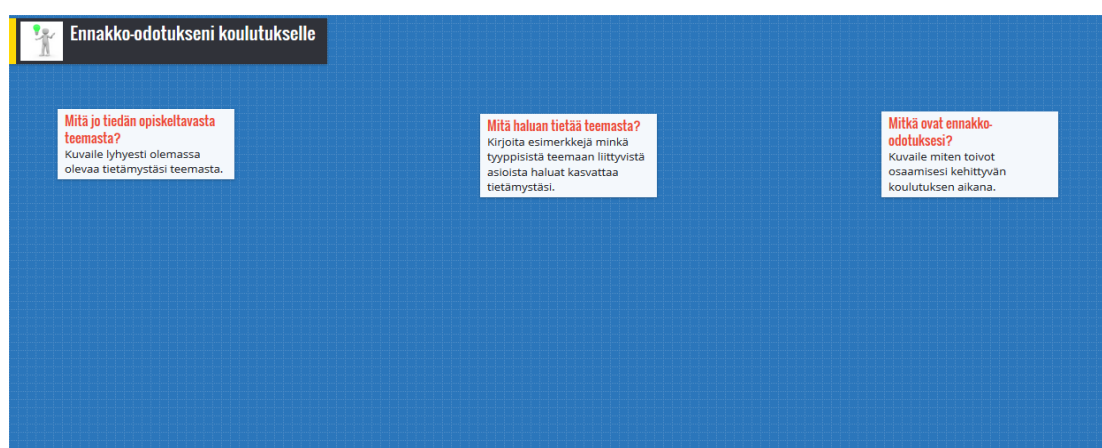 Ennakko-odotukseni koulutukselle
Mitä jo tiedän opiskeltavasta
teemasta?
Kuvaile lyhyesti olemassa
olevaa tietämystäsi teemasta.
Mitä haluan tietää teemasta?
Kirjoita esimerkkejä minkä
tyyppisistä teemaan liittyvistä
asioista haluat kasvattaa
tietämystäsi.
Mitkä ovat ennakko-
odotuksesi?
Kuvaile miten toivot
osaamisesi kehittyvän
koulutuksen aikana.